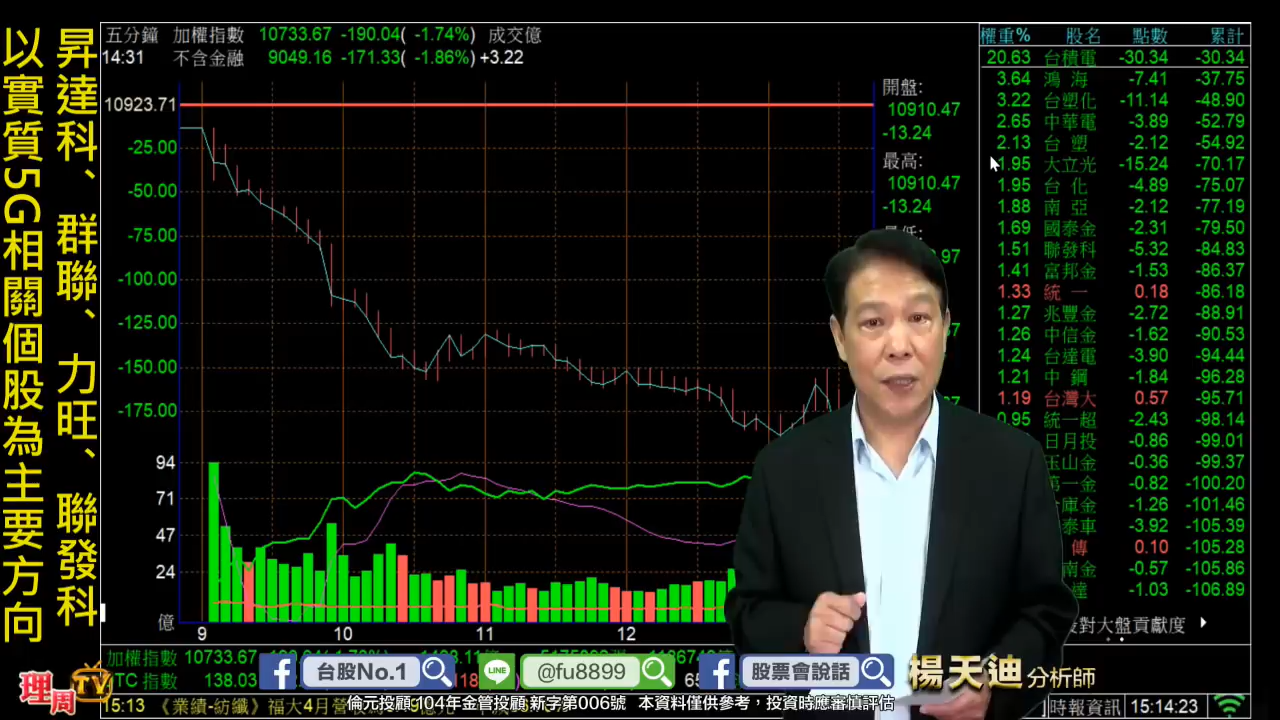 昇達科、群聯、力旺、聯發科
以實質5G相關個股為主要方向
五分鐘 加權指數 10733.67 -190.04( -1.74%) 成交億
14:31 不含金融 9049.16 -171.33( -1.86%) +3.22
10923.71
-25.00
-50.00
-75.00
-100.00
-125.00
-150.00
-175.00
94
71
47
24
億
9 10 11 12
開盤:
10910.47
-13.24
最高:
10910.47
-13.24
最低:
權重% 股名 點數 累計
20.63 台積電 -30.34 -30.34
3.64 鴻海 -7.41 -37.75
3.22 台塑化 -11.14 -48.90
2.65 中華電 -3.89 -52.79
2.13 台塑 -2.12 -54.92
1.95 大立光 -15.24 -70.17
1.95 台化 -4.89 -75.07
1.88 南亞 -2.12 -77.19
1.69 國泰金 -2.31 -79.50
1.51 聯發科 -5.32 -84.83
1.41 富邦金 -1.53 -86.37
1.33 統一 0.18 -86.18
1.27 兆豐金 -2.72 -88.91
1.26 中信金 -1.62 -90.53
1.24 台達電 -3.90 -94.44
1.21 中鋼 -1.84 -96.28
1.19 台灣大 0.57 -95.71
0.95 統一超 -2.43 -98.14
日月投 -0.86 -99.01
玉山金 -0.36 -99.37
第一金 -0.82 -100.20
合庫金 -1.26 -101.46
泰車 -3.92 -105.39
傳 0.10 -105.28
南金 -0.57 -105.86
達 -1.03 -106.89
對大盤貢獻度
加權指數 10733.67
TC 指數 138.03
台股No.1
LINE @fu8899
股票會說話
楊天迪 分析師
理周TV
倫元投顧 104年金管投顧 新字第006號 本資料僅供參考，投資時應審慎評估
15:13 《業績-紡纖》福大4月營
時報資訊 15:14:23